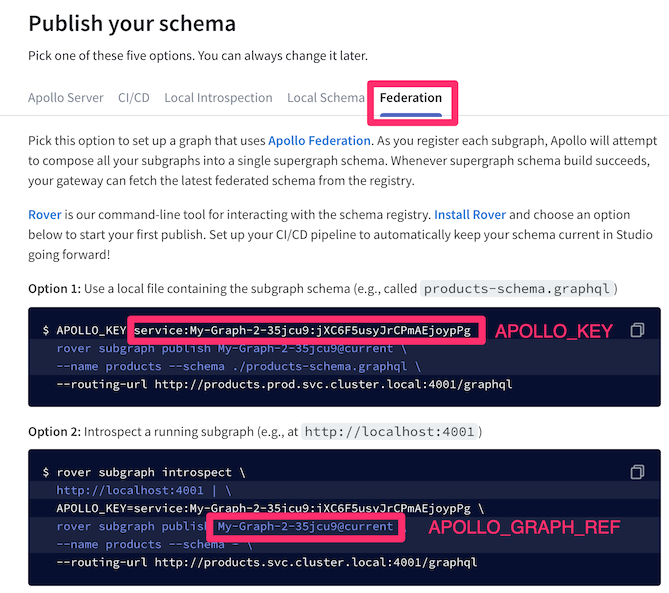 Publish your schema
Pick one of these five options. You can always change it later.
Apollo Server CI/CD Local Introspection Local Schema Federation
Pick this option to set up a graph that uses Apollo Federation. As you register each subgraph, Apollo will attempt
to compose all your subgraphs into a single supergraph schema. Whenever supergraph schema build succeeds,
your gateway can fetch the latest federated schema from the registry.
Rover is our command-line tool for interacting with the schema registry. Install Rover and choose an option
below to start your first publish. Set up your CI/CD pipeline to automatically keep your schema current in Studio
going forward!
Option 1: Use a local file containing the subgraph schema (e.g., called products-schema.graphql)
$ APOLLO_KEY service:My-Graph-2-35jcu9:jXC6F5usyJrCPmAEjoypPg APOLLO_KEY
rover subgraph publish My-Graph-2-35jcu9@current \
--name products --schema ./products-schema.graphql \
--routing-url http://products.prod.svc.cluster.local:4001/graphql
Option 2: Introspect a running subgraph (e.g., at http://localhost:4001)
$ rover subgraph introspect \
http://localhost:4001 | \
APOLLO_KEY=service:My-Graph-2-35jcu9:jXC6F5usyJrCPmAEjoypPg \
rover subgraph publish My-Graph-2-35jcu9@current APOLLO_GRAPH_REF
--name products --schema - \
--routing-url http://products.svc.cluster.local:4001/graphql